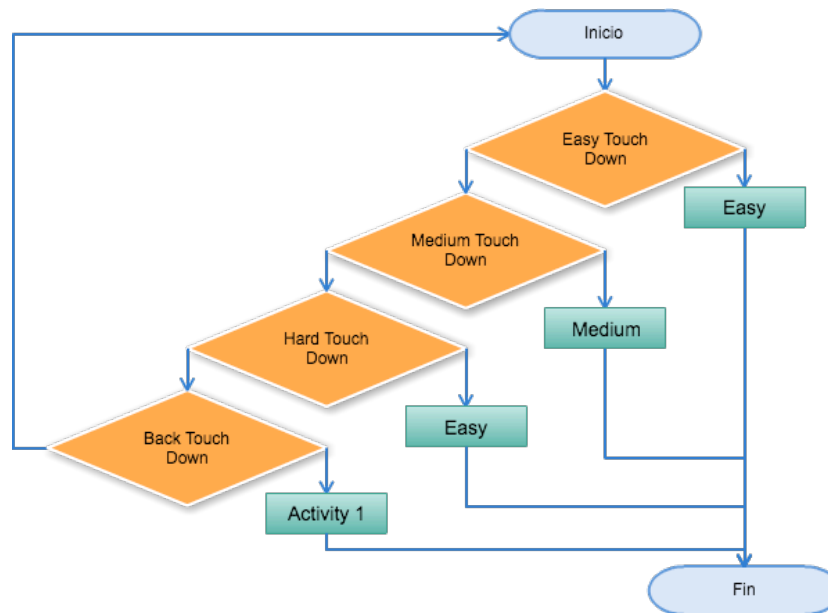 Inicio
Easy Touch
Down
Easy
Medium Touch
Down
Medium
Hard Touch
Down
Easy
Back Touch
Down
Activity 1
Fin